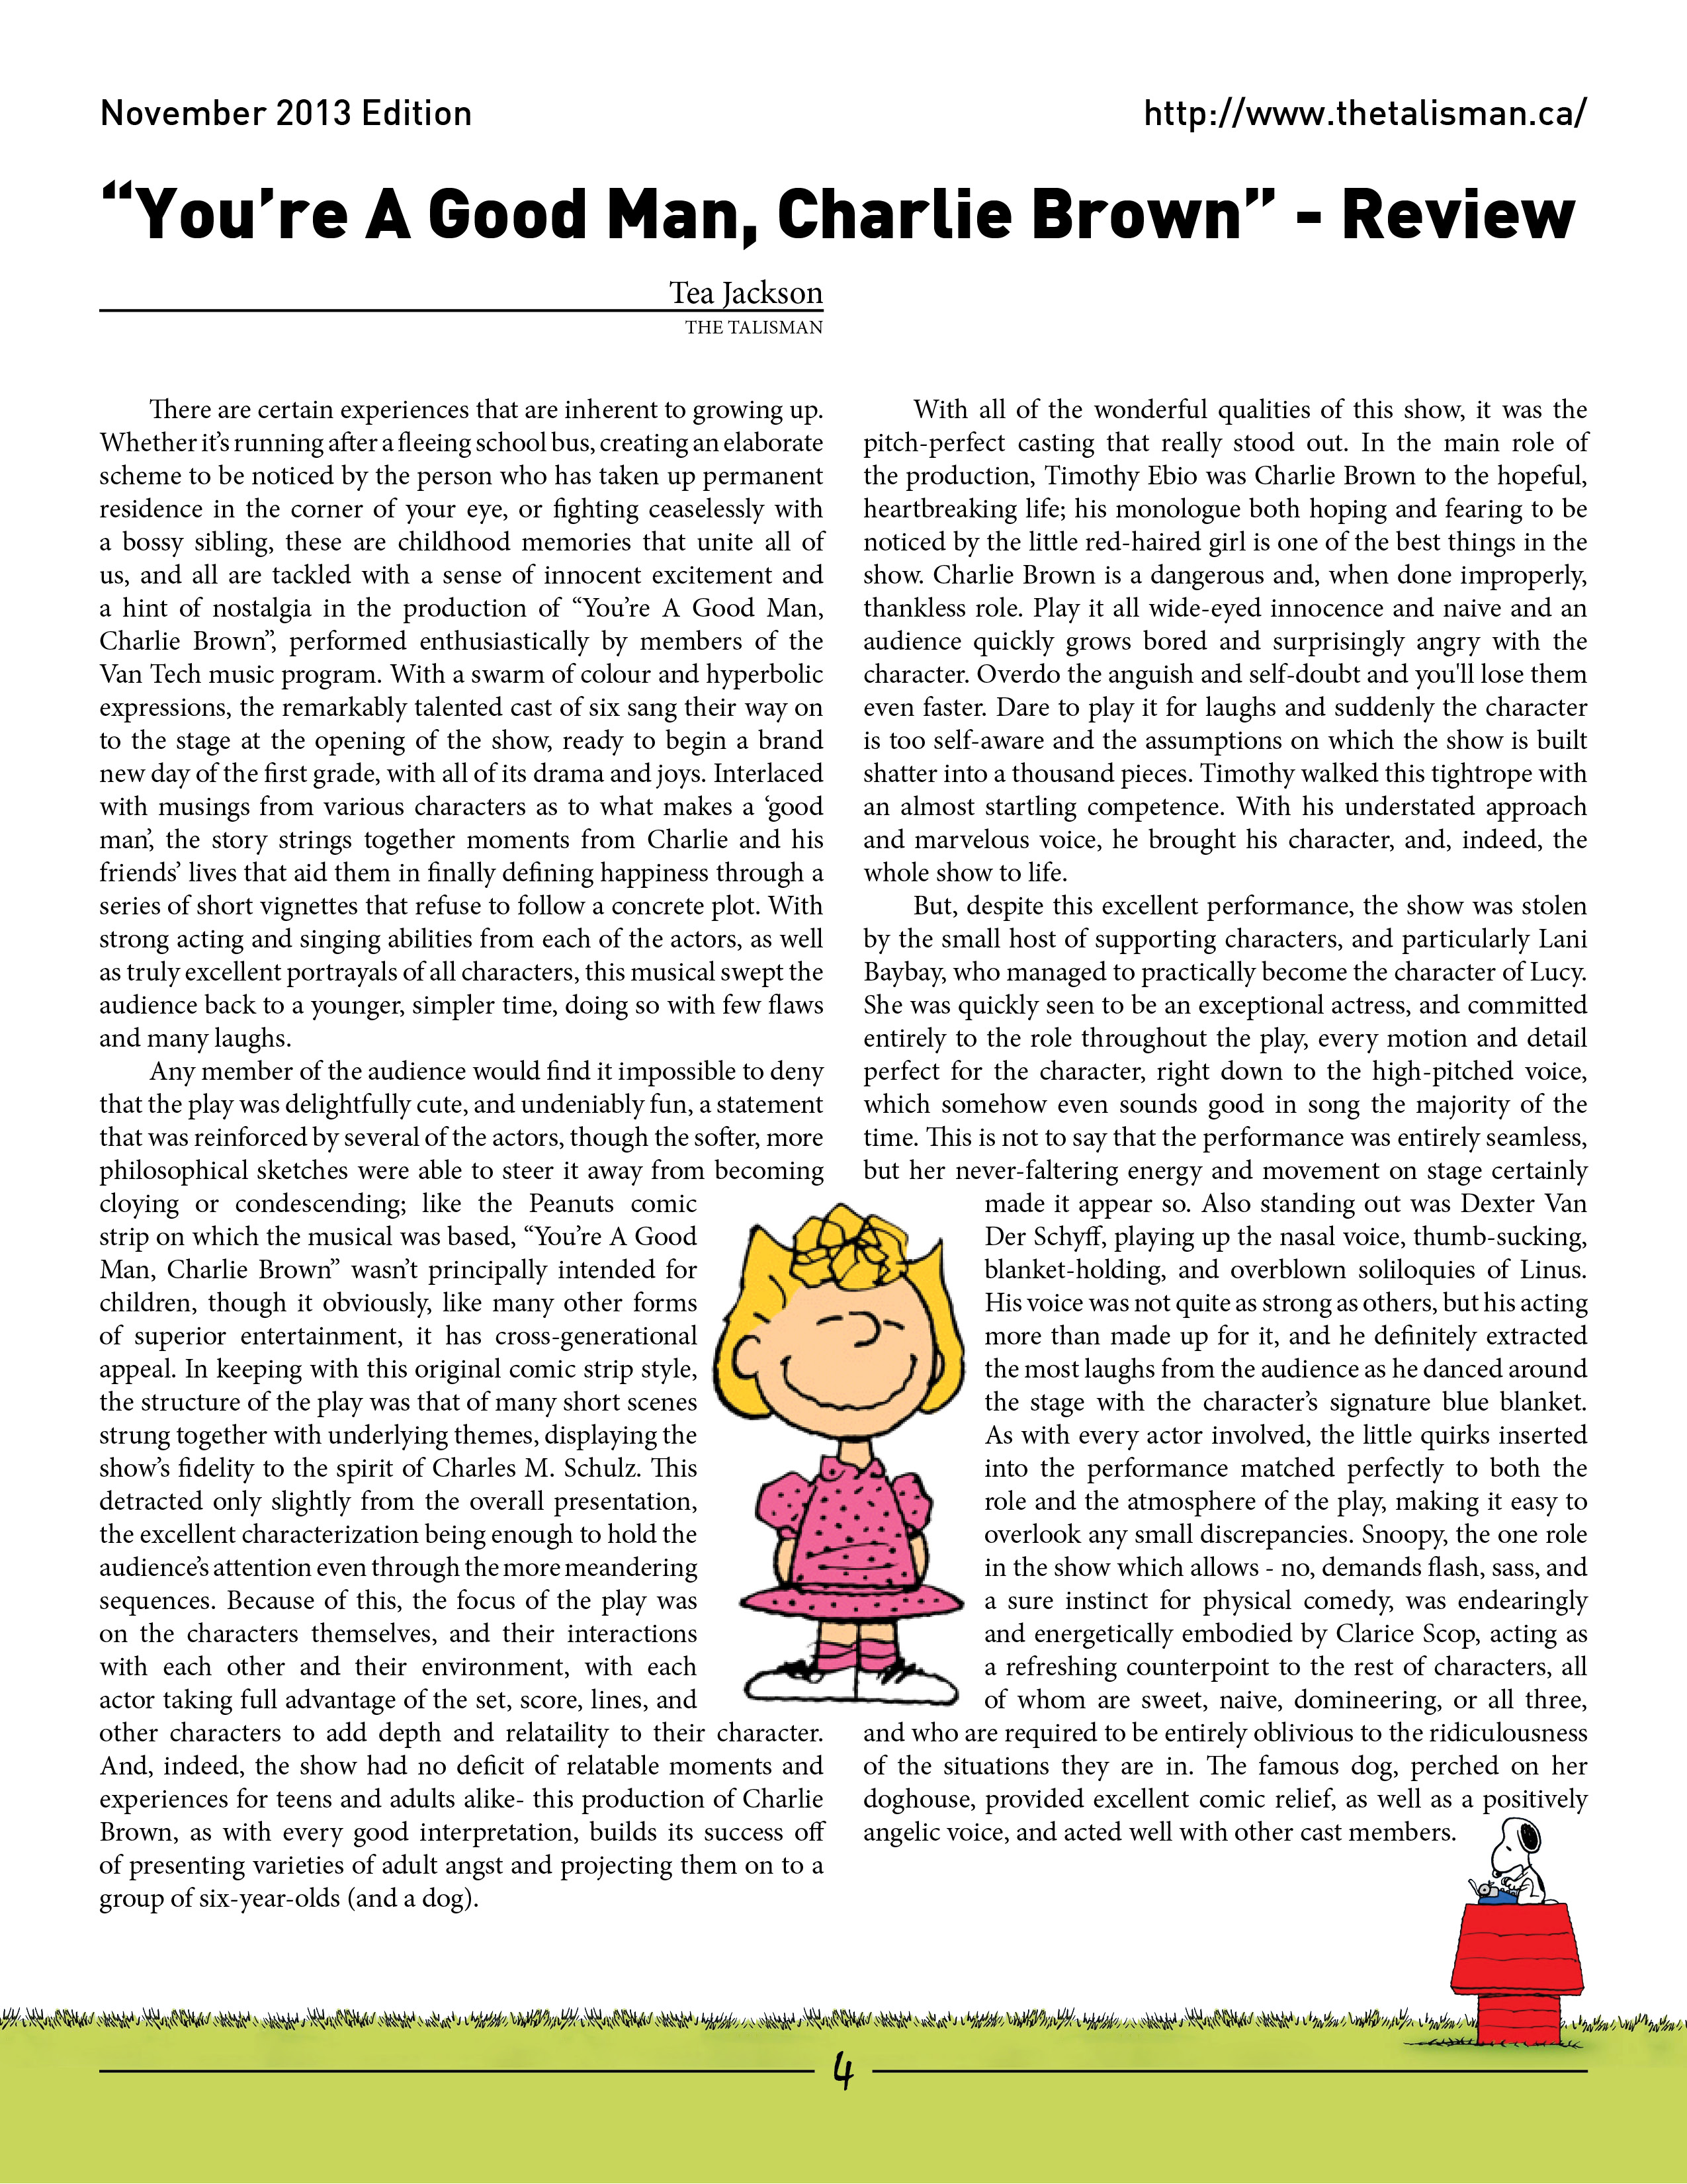 November 2013 Edition
http://www.thetalisman.ca/
“You’re A Good Man, Charlie Brown” - Review
Tea Jackson
THE TALISMAN
There are certain experiences that are inherent to growing up.
Whether it’s running after a fleeing school bus, creating an elaborate
scheme to be noticed by the person who has taken up permanent
residence in the corner of your eye, or fighting ceaselessly with
a bossy sibling, these are childhood memories that unite all of
us, and all are tackled with a sense of innocent excitement and
a hint of nostalgia in the production of “You’re A Good Man,
Charlie Brown”, performed enthusiastically by members of the
Van Tech music program. With a swarm of colour and hyperbolic
expressions, the remarkably talented cast of six sang their way on
to the stage at the opening of the show, ready to begin a brand
new day of the first grade, with all of its drama and joys. Interlaced
with musings from various characters as to what makes a ‘good
man’, the story strings together moments from Charlie and his
friends’ lives that aid them in finally defining happiness through a
series of short vignettes that refuse to follow a concrete plot. With
strong acting and singing abilities from each of the actors, as well
as truly excellent portrayals of all characters, this musical swept the
audience back to a younger, simpler time, doing so with few flaws
and many laughs.
Any member of the audience would find it impossible to deny
that the play was delightfully cute, and undeniably fun, a statement
that was reinforced by several of the actors, though the softer, more
philosophical sketches were able to steer it away from becoming
cloying or condescending; like the Peanuts comic
strip on which the musical was based, “You’re A Good
Man, Charlie Brown” wasn’t principally intended for
children, though it obviously, like many other forms
of superior entertainment, it has cross-generational
appeal. In keeping with this original comic strip style,
the structure of the play was that of many short scenes
strung together with underlying themes, displaying the
show’s fidelity to the spirit of Charles M. Schulz. This
detracted only slightly from the overall presentation,
the excellent characterization being enough to hold the
audience’s attention even through the more meandering
sequences. Because of this, the focus of the play was
on the characters themselves, and their interactions
with each other and their environment, with each
actor taking full advantage of the set, score, lines, and
other characters to add depth and relataility to their character.
And, indeed, the show had no deficit of relatable moments and
experiences for teens and adults alike- this production of Charlie
Brown, as with every good interpretation, builds its success off
of presenting varieties of adult angst and projecting them on to a
group of six-year-olds (and a dog).
With all of the wonderful qualities of this show, it was the
pitch-perfect casting that really stood out. In the main role of
the production, Timothy Ebio was Charlie Brown to the hopeful,
heartbreaking life; his monologue both hoping and fearing to be
noticed by the little red-haired girl is one of the best things in the
show. Charlie Brown is a dangerous and, when done improperly,
thankless role. Play it all wide-eyed innocence and naive and an
audience quickly grows bored and surprisingly angry with the
character. Overdo the anguish and self-doubt and you'll lose them
even faster. Dare to play it for laughs and suddenly the character
is too self-aware and the assumptions on which the show is built
shatter into a thousand pieces. Timothy walked this tightrope with
an almost startling competence. With his understated approach
and marvelous voice, he brought his character, and, indeed, the
whole show to life.
But, despite this excellent performance, the show was stolen
by the small host of supporting characters, and particularly Lani
Baybay, who managed to practically become the character of Lucy.
She was quickly seen to be an exceptional actress, and committed
entirely to the role throughout the play, every motion and detail
perfect for the character, right down to the high-pitched voice,
which somehow even sounds good in song the majority of the
time. This is not to say that the performance was entirely seamless,
but her never-faltering energy and movement on stage certainly
made it appear so. Also standing out was Dexter Van
Der Schyff, playing up the nasal voice, thumb-sucking,
blanket-holding, and overblown soliloquies of Linus.
His voice was not quite as strong as others, but his acting
more than made up for it, and he definitely extracted
the most laughs from the audience as he danced around
the stage with the character’s signature blue blanket.
As with every actor involved, the little quirks inserted
into the performance matched perfectly to both the
role and the atmosphere of the play, making it easy to
overlook any small discrepancies. Snoopy, the one role
in the show which allows - no, demands flash, sass, and
a sure instinct for physical comedy, was endearingly
and energetically embodied by Clarice Scop, acting as
a refreshing counterpoint to the rest of characters, all
of whom are sweet, naive, domineering, or all three,
and who are required to be entirely oblivious to the ridiculousness
of the situations they are in. The famous dog, perched on her
doghouse, provided excellent comic relief, as well as a positively
angelic voice, and acted well with other cast members.
4